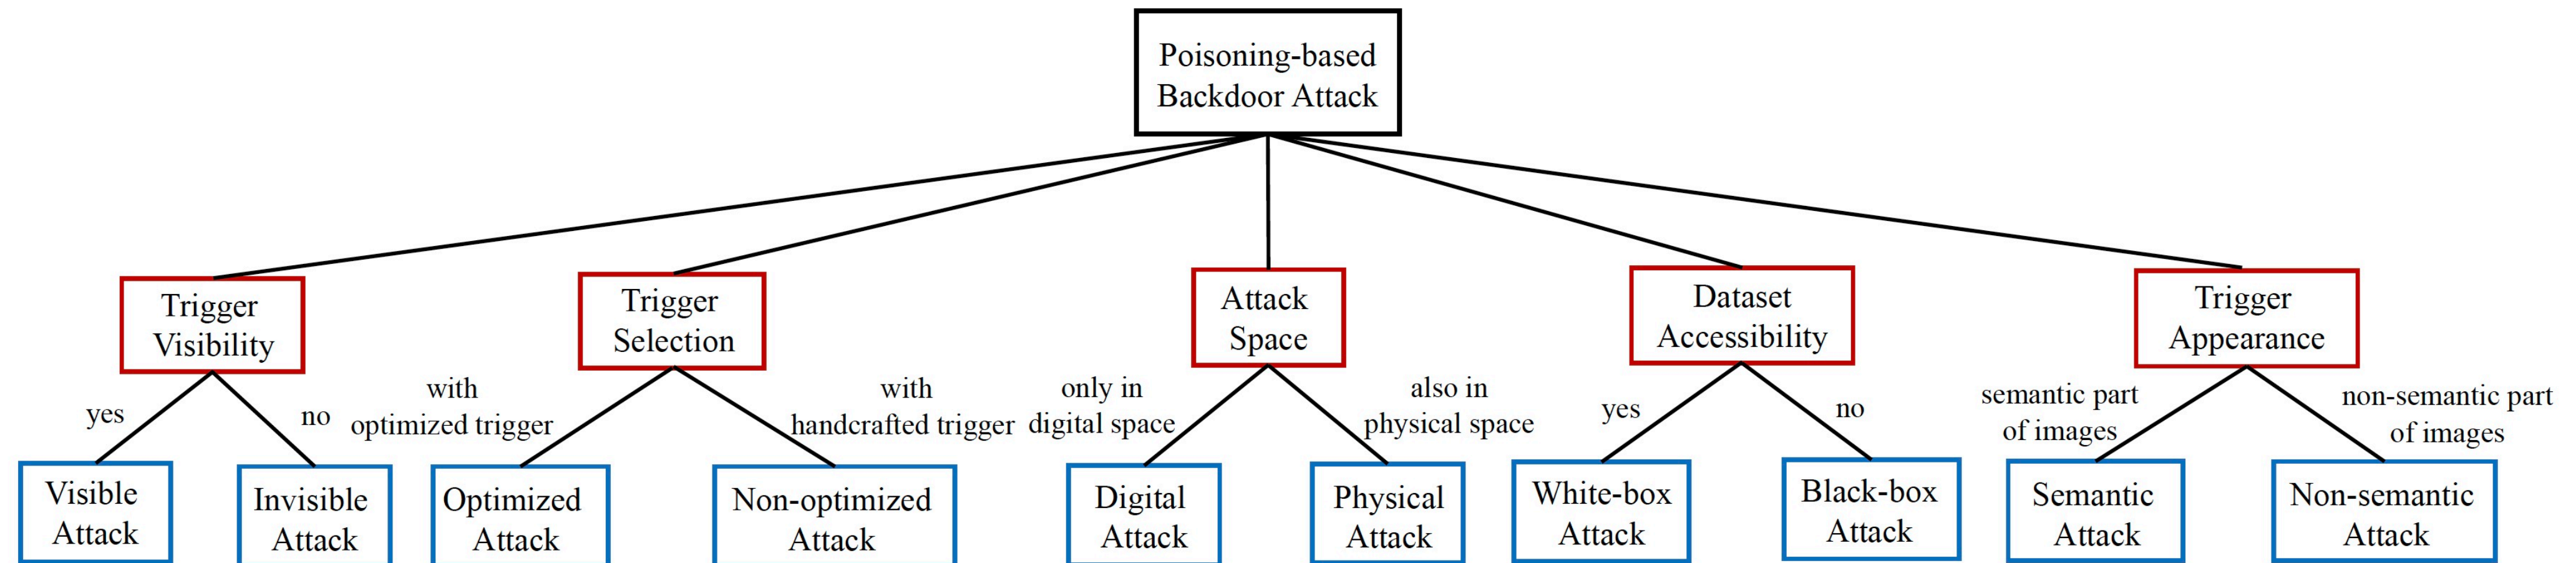 Poisoning-based
Backdoor Attack
Trigger
Visibility
Trigger
Selection
Attack
Space
Dataset
Accessibility
Trigger
Appearance
yes
no
with
optimized trigger
with
handcrafted trigger
only in
digital space
also in
physical space
yes
no
semantic part
of images
non-semantic part
of images
Visible
Attack
Invisible
Attack
Optimized
Attack
Non-optimized
Attack
Digital
Attack
Physical
Attack
White-box
Attack
Black-box
Attack
Semantic
Attack
Non-semantic
Attack